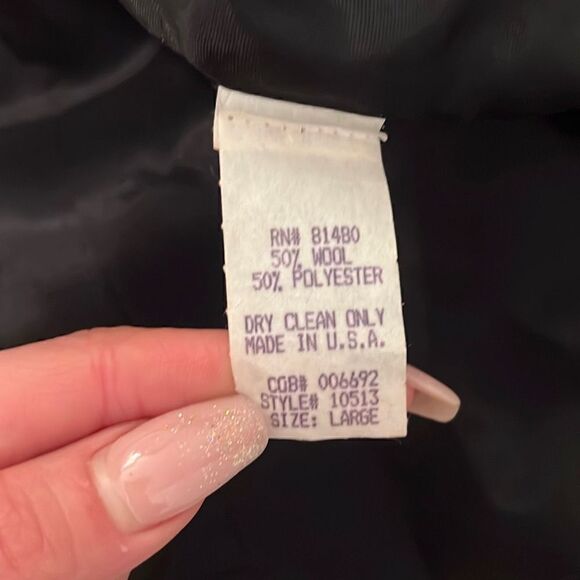 RN# 81480
50% WOOL
50% POLYESTER
DRY CLEAN ONLY
MADE IN U.S.A.
CGB# 006692
STYLE# 10513
SIZE: LARGE